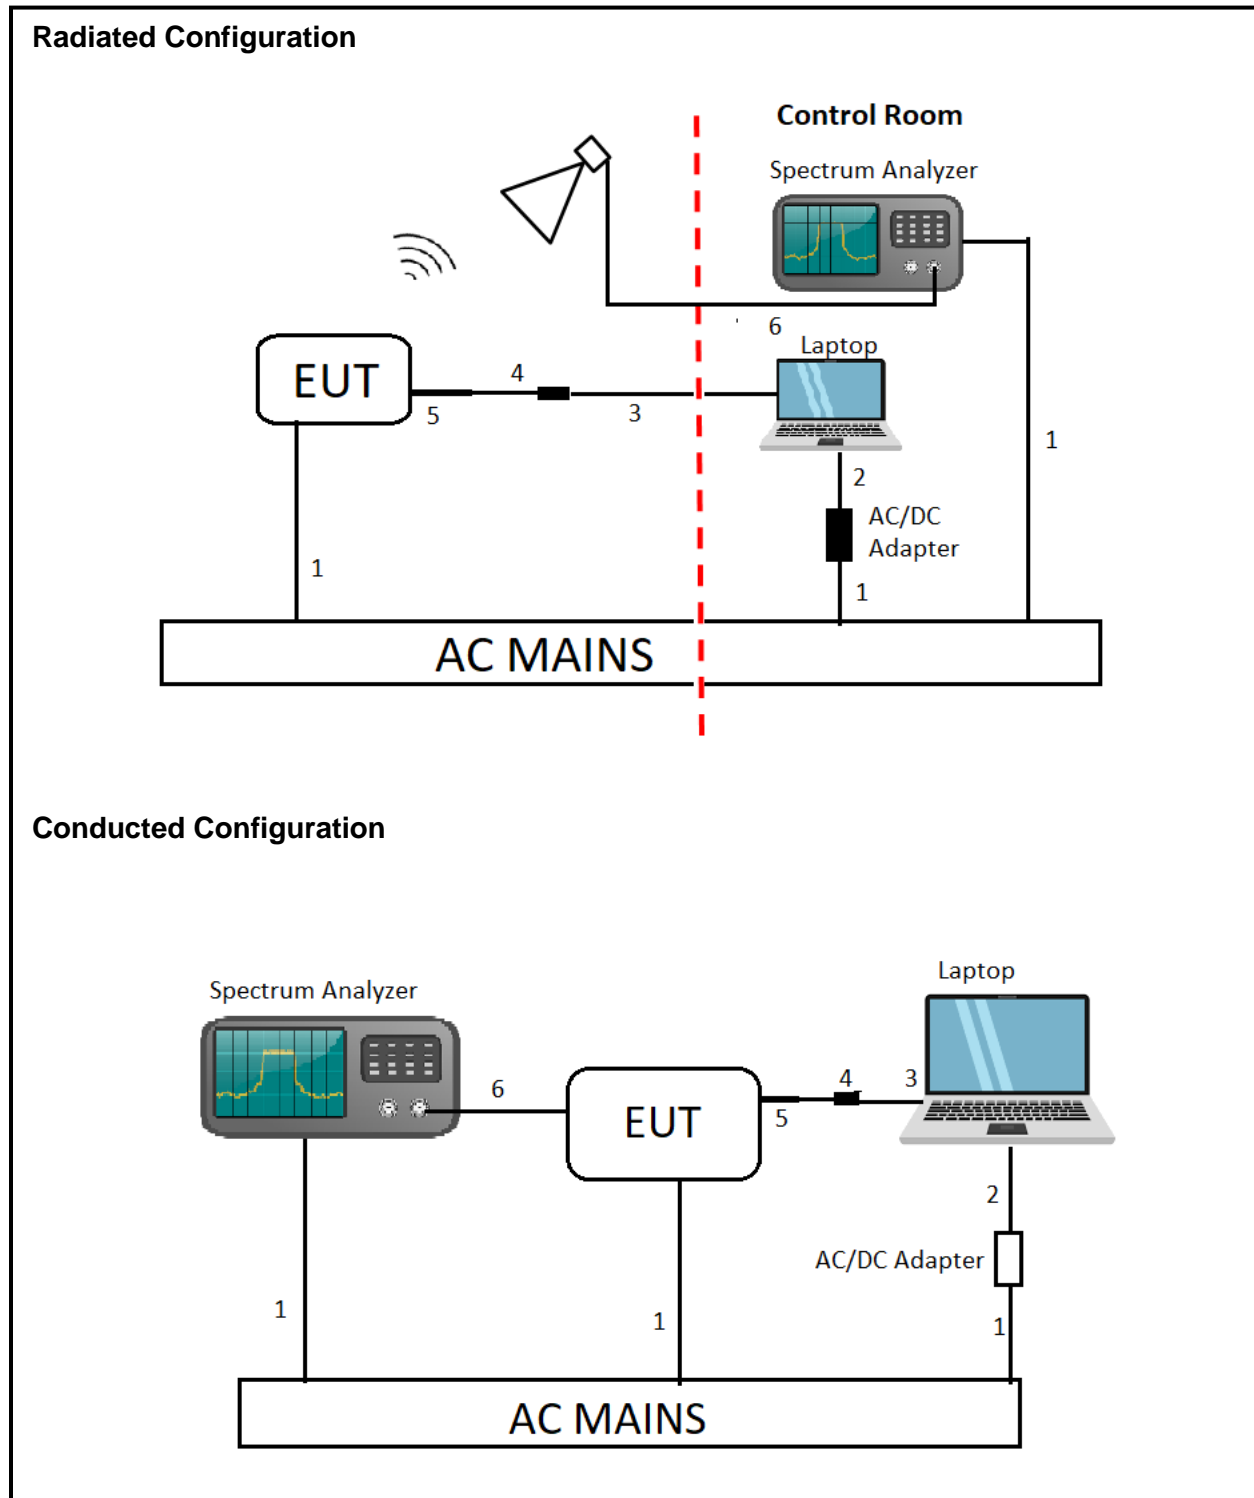 Radiated Configuration
Control Room
Spectrum Analyzer
6
Laptop
EUT
4
5
3
1
2
AC/DC
Adapter
1
1
AC MAINS
Conducted Configuration
Laptop
Spectrum Analyzer
6
EUT
4
3
5
2
AC/DC Adapter
1
1
1
AC MAINS